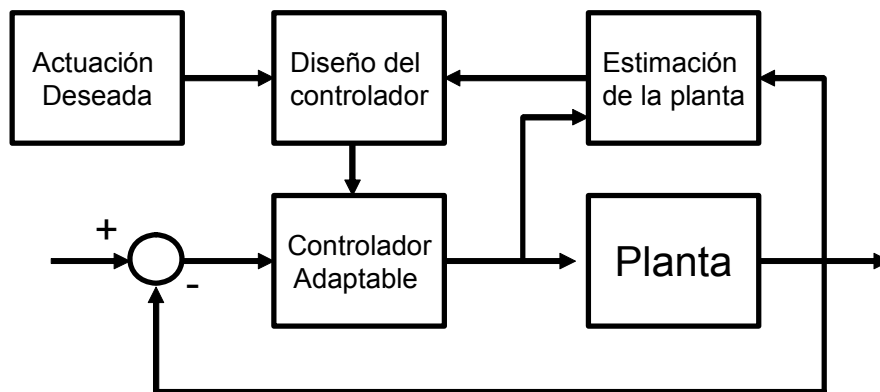 Actuación
Deseada
Diseño del
controlador
Estimación
de la planta
+
-
Controlador
Adaptable
Planta